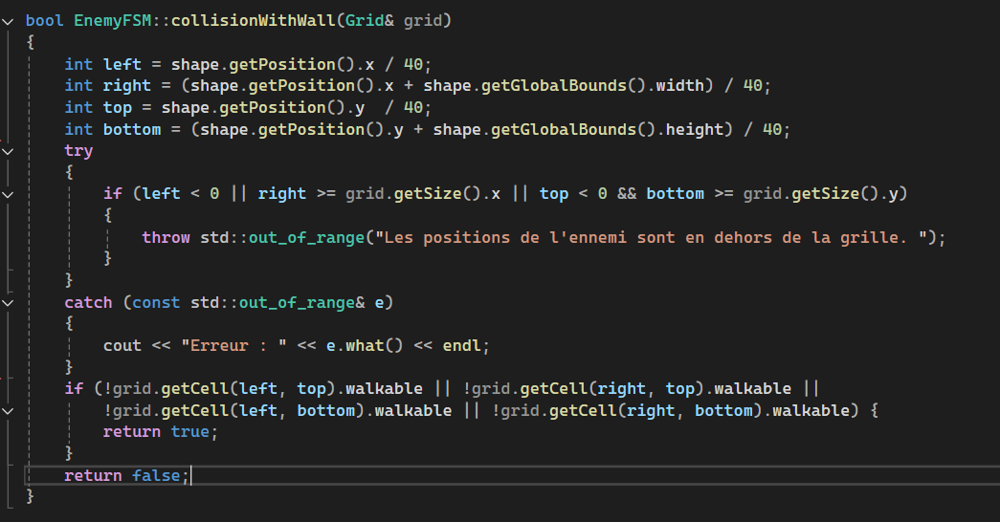 bool EnemyFSM::collisionWithWall(Grid& grid)
{
    int left = shape.getPosition().x / 40;
    int right = (shape.getPosition().x + shape.getGlobalBounds().width) / 40;
    int top = shape.getPosition().y  / 40;
    int bottom = (shape.getPosition().y + shape.getGlobalBounds().height) / 40;
    try
    {
        if (left < 0 || right >= grid.getSize().x || top < 0 && bottom >= grid.getSize().y)
        {
            throw std::out_of_range("Les positions de l'ennemi sont en dehors de la grille. ");
        }
    }
    catch (const std::out_of_range& e)
    {
        cout << "Erreur : " << e.what() << endl;
    }
    if (!grid.getCell(left, top).walkable || !grid.getCell(right, top).walkable ||
        !grid.getCell(left, bottom).walkable || !grid.getCell(right, bottom).walkable) {
        return true;
    }
    return false;
}